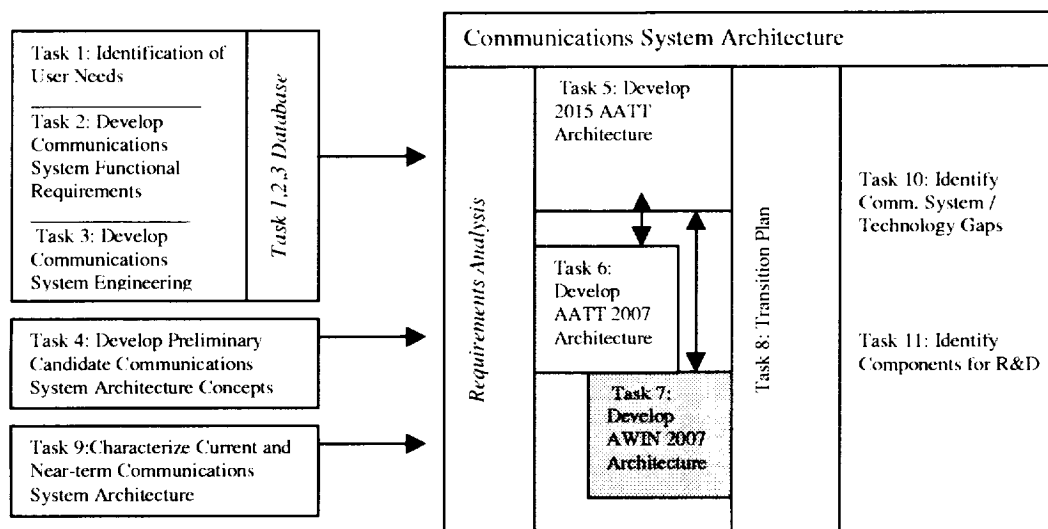 Task 1: Identification of
User Needs
Task 2: Develop
Communications
System Functional
Requirements
Task 3: Develop
Communications
System Engineering
Task 1,2,3 Database
Task 4: Develop Preliminary
Candidate Communications
System Architecture Concepts
Task 9:Characterize Current and
Near-term Communications
System Architecture
Communications System Architecture
Requirements Analysis
Task 5: Develop
2015 AATT
Architecture
Task 6:
Develop
AATT 2007
Architecture
Task 7:
Develop
AWIN 2007
Architecture
Task 8: Transition Plan
Task 10: Identify
Comm. System /
Technology Gaps
Task 11: Identify
Components for R&D